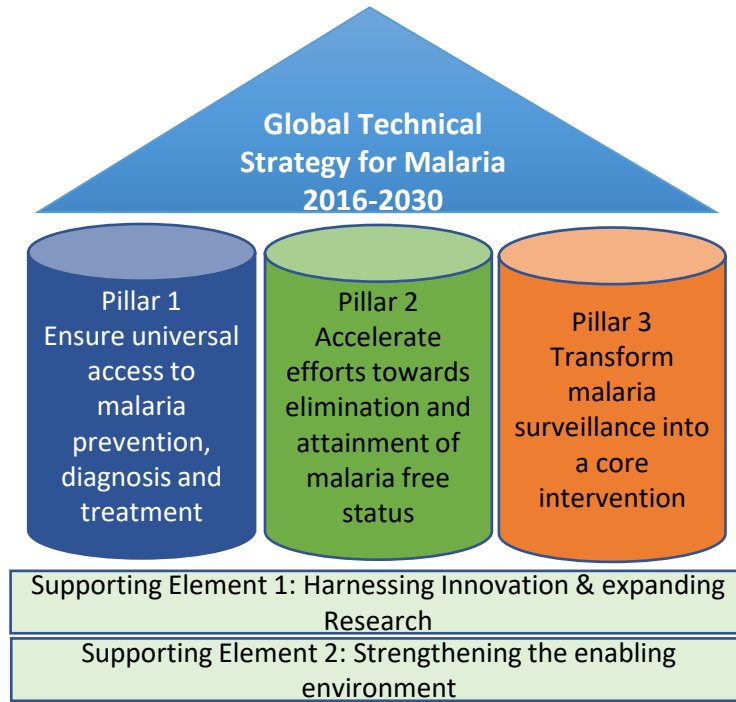 Global Technical
Strategy for Malaria
2016-2030
Pillar 1
Ensure universal
access to
malaria
prevention,
diagnosis and
treatment
Pillar 2
Accelerate
efforts towards
elimination and
attainment of
malaria free
status
Pillar 3
Transform
malaria
surveillance into
a core
intervention
Supporting Element 1: Harnessing Innovation & expanding
Research
Supporting Element 2: Strengthening the enabling
environment